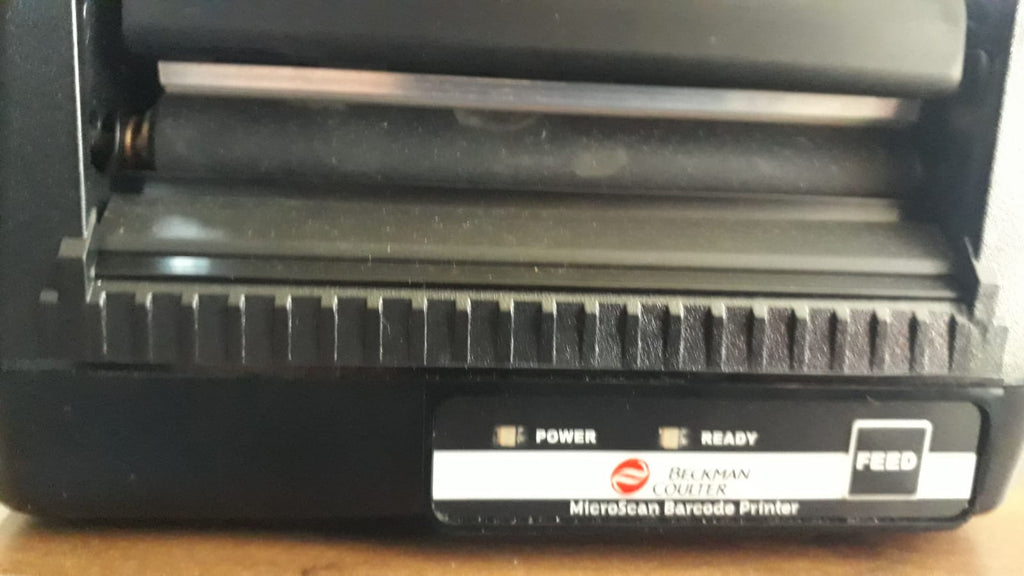 POWER READY
FEED
BECKMAN
COULTER
MicroScan Barcode Printer